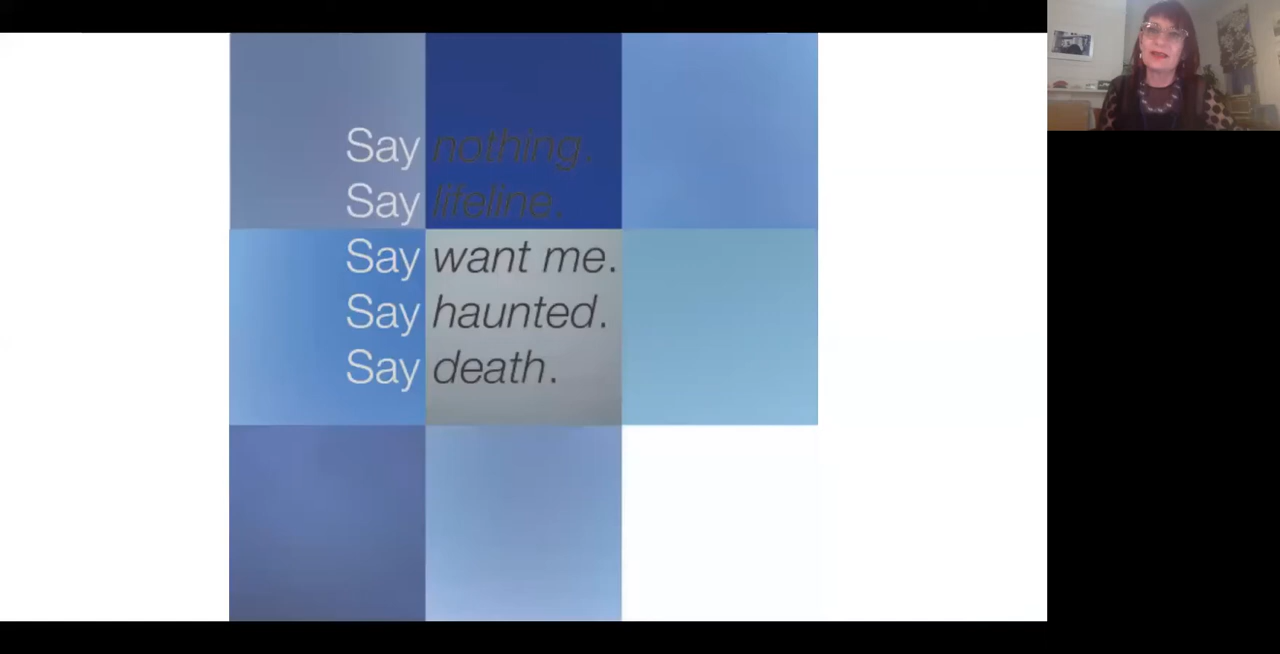 Say nothing.
Say lifeline.
Say want me.
Say haunted.
Say death.